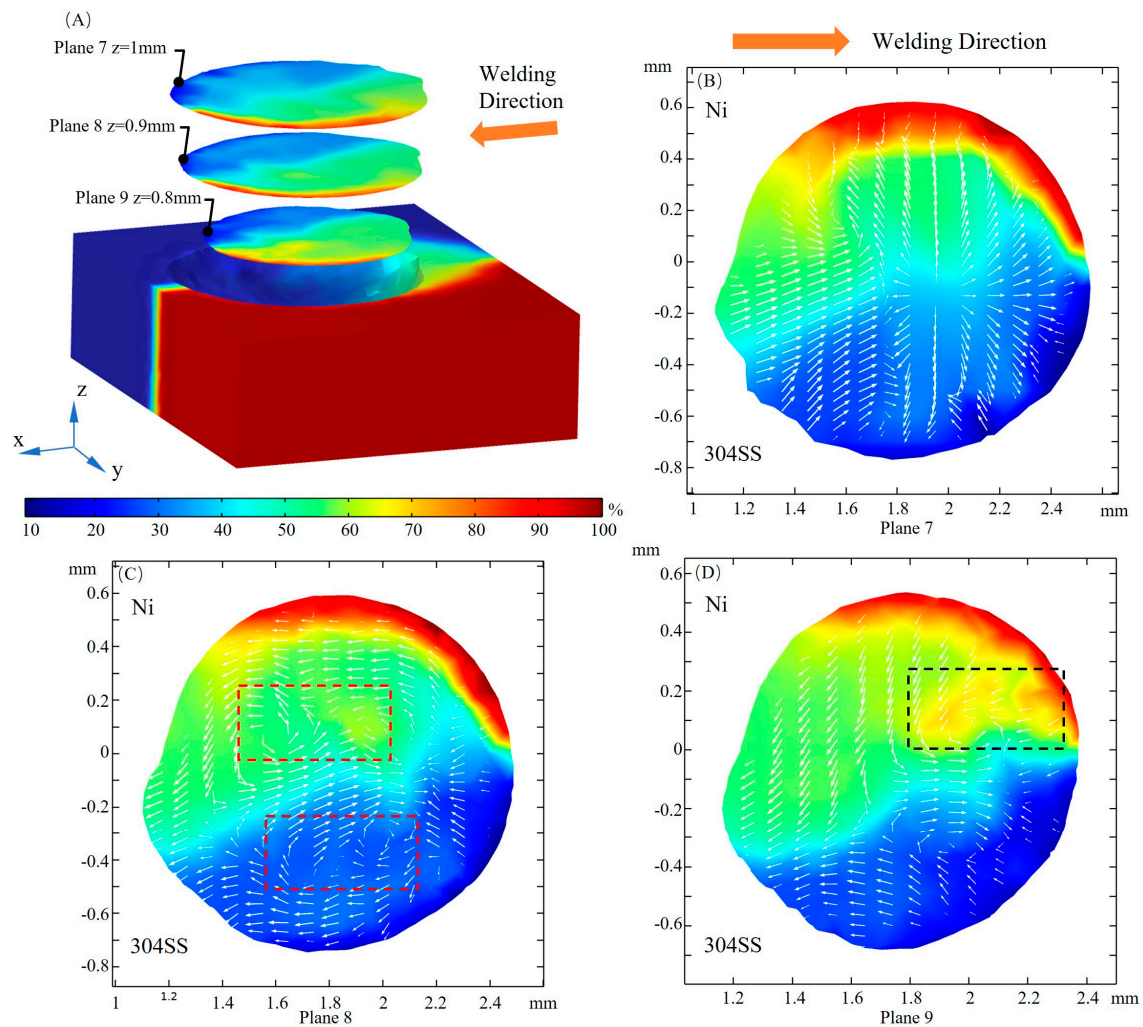 (A)
Plane 7 z=1mm
Plane 8 z=0.9mm
Plane 9 z=0.8mm
Welding
Direction
z
x
y
%
10 20 30 40 50 60 70 80 90 100
Welding Direction
mm
(B)
Ni
0.6
0.4
0.2
0
-0.2
-0.4
-0.6
-0.8
304SS
1 1.2 1.4 1.6 1.8 2 2.2 2.4 mm
Plane 7
mm
(C)
Ni
0.6
0.4
0.2
0
-0.2
-0.4
-0.6
-0.8
304SS
1 1.2 1.4 1.6 1.8 2 2.2 2.4 mm
Plane 8
mm
(D)
Ni
0.6
0.4
0.2
0
-0.2
-0.4
-0.6
304SS
1.2 1.4 1.6 1.8 2 2.2 2.4 mm
Plane 9